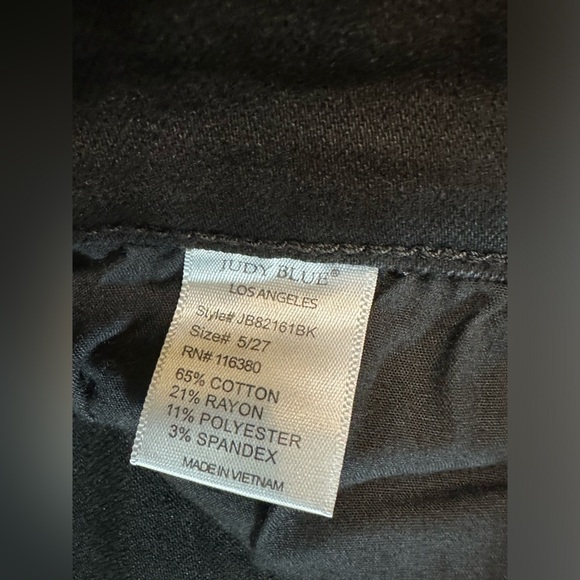 JUDY BLUE®
LOS ANGELES
Style# JB82161BK
Size# 5/27
RN# 116380
65% COTTON
21% RAYON
11% POLYESTER
3% SPANDEX
MADE IN VIETNAM